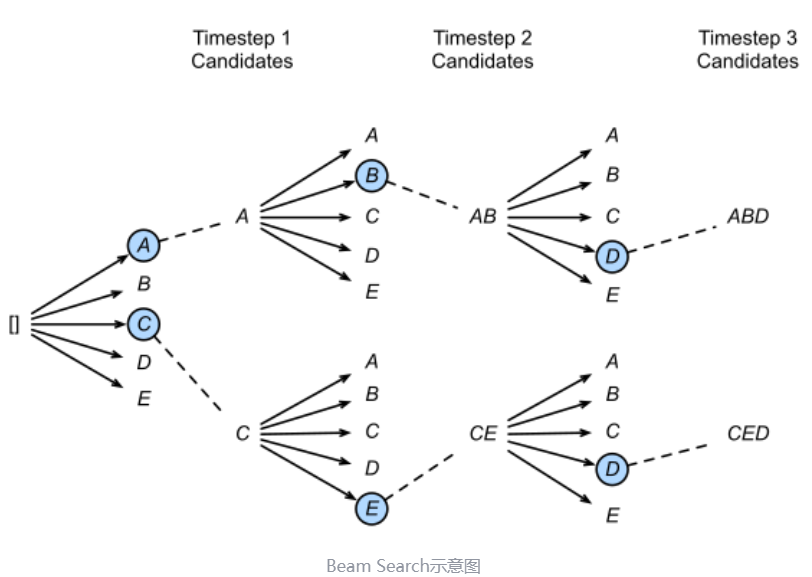 Timestep 1
Candidates
Timestep 2
Candidates
Timestep 3
Candidates
[]
A
B
C
D
E
A
A
B
C
D
E
C
A
B
C
D
E
AB
A
B
C
D
E
CE
A
B
C
D
E
ABD
CED
Beam Search示意图